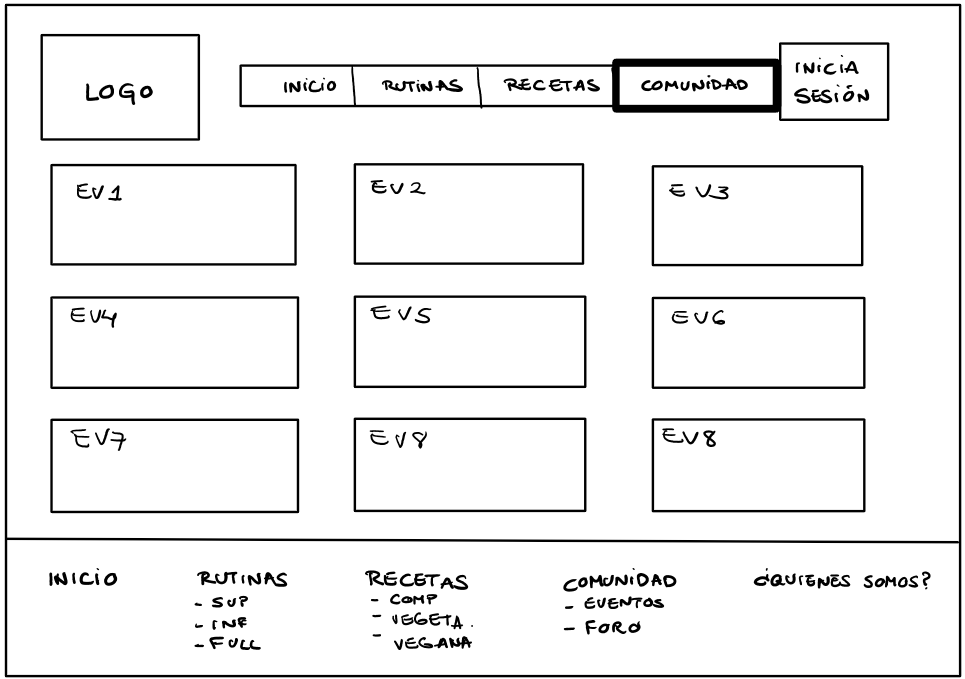 LOGO
INICIO
RUTINAS
RECETAS
COMUNIDAD
INICIA
SESIÓN
EV1
EV2
EV3
EV4
EV5
EV6
EV7
EV8
EV8
INICIO
RUTINAS
- SUP
- INF
- FULL
RECETAS
- COMP
- VEGETA.
- VEGANA
COMUNIDAD
- EVENTOS
- FORO
¿QUIENES SOMOS?